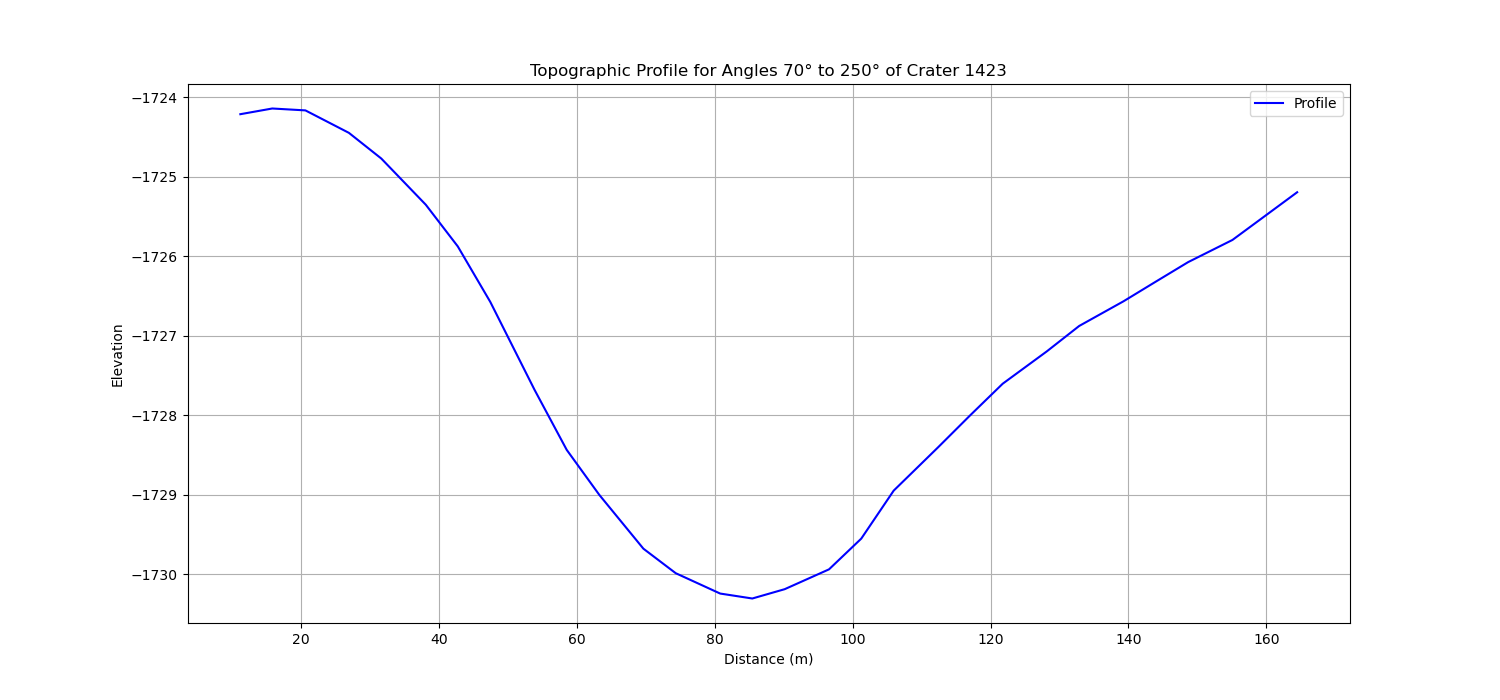 Topographic Profile for Angles 70° to 250° of Crater 1423
Profile
−1724
−1725
−1726
−1727
−1728
−1729
−1730
Elevation
20 40 60 80 100 120 140 160
Distance (m)